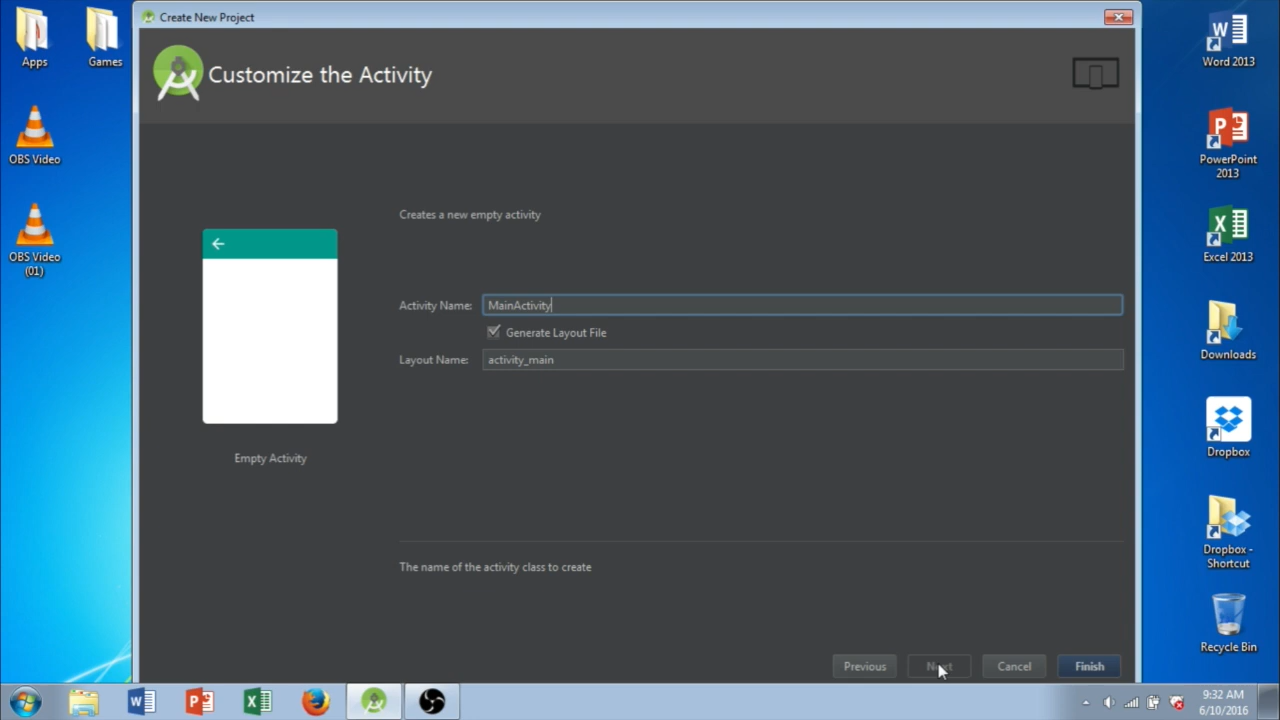 Create New Project
Customize the Activity
Creates a new empty activity
Activity Name:
MainActivity
Generate Layout File
Layout Name:
activity_main
Empty Activity
The name of the activity class to create
Previous
Cancel
Finish
Apps
Games
OBS Video
OBS Video
(01)
Word 2013
PowerPoint
2013
Excel 2013
Downloads
Dropbox
Dropbox -
Shortcut
Recycle Bin
9:32 AM
6/10/2016